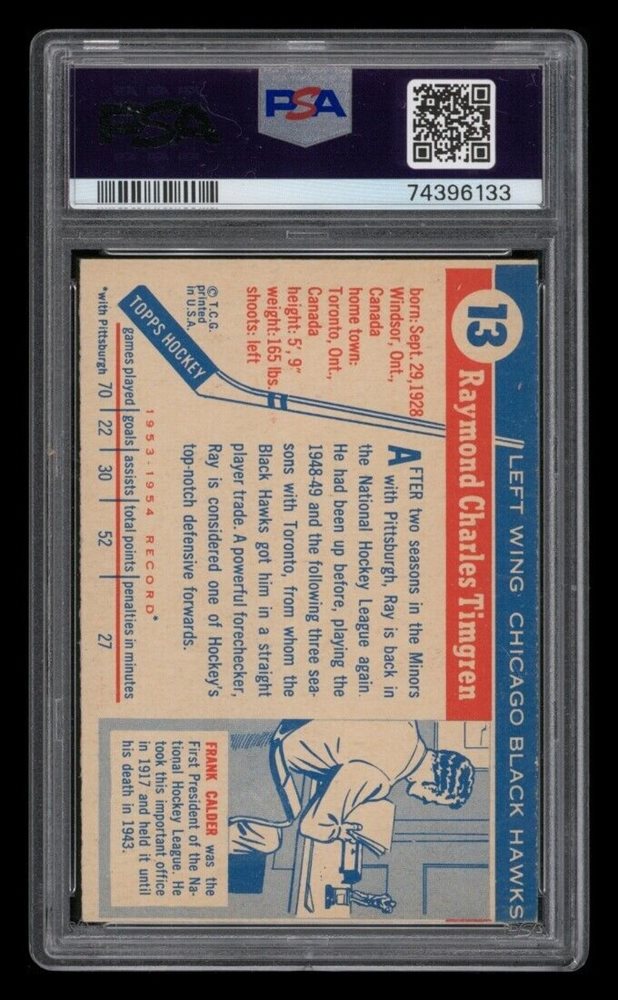 PSA
PSA
74396133
LEFT WING CHICAGO BLACK HAWKS
13
Raymond Charles Timgren
born: Sept. 29, 1928
Windsor, Ont.,
Canada
home town:
Toronto, Ont.,
Canada
height: 5', 9"
weight: 165 lbs.
shoots: left
© T.C.G.
printed
in U.S.A.
AFTER two seasons in the Minors
with Pittsburgh, Ray is back in
the National Hockey League again.
He had been up before, playing the
1948-49 and the following three sea-
sons with Toronto, from whom the
Black Hawks got him in a straight
player trade. A powerful forechecker,
Ray is considered one of Hockey's
top-notch defensive forwards.
TOPPS HOCKEY
1953-1954 RECORD*
games played | goals | assists | total points | penalties in minutes
*with Pittsburgh 70 22 30 52 27
FRANK CALDER was the
First President of the Na-
tional Hockey League. He
took this important office
in 1917 and held it until
his death in 1943.